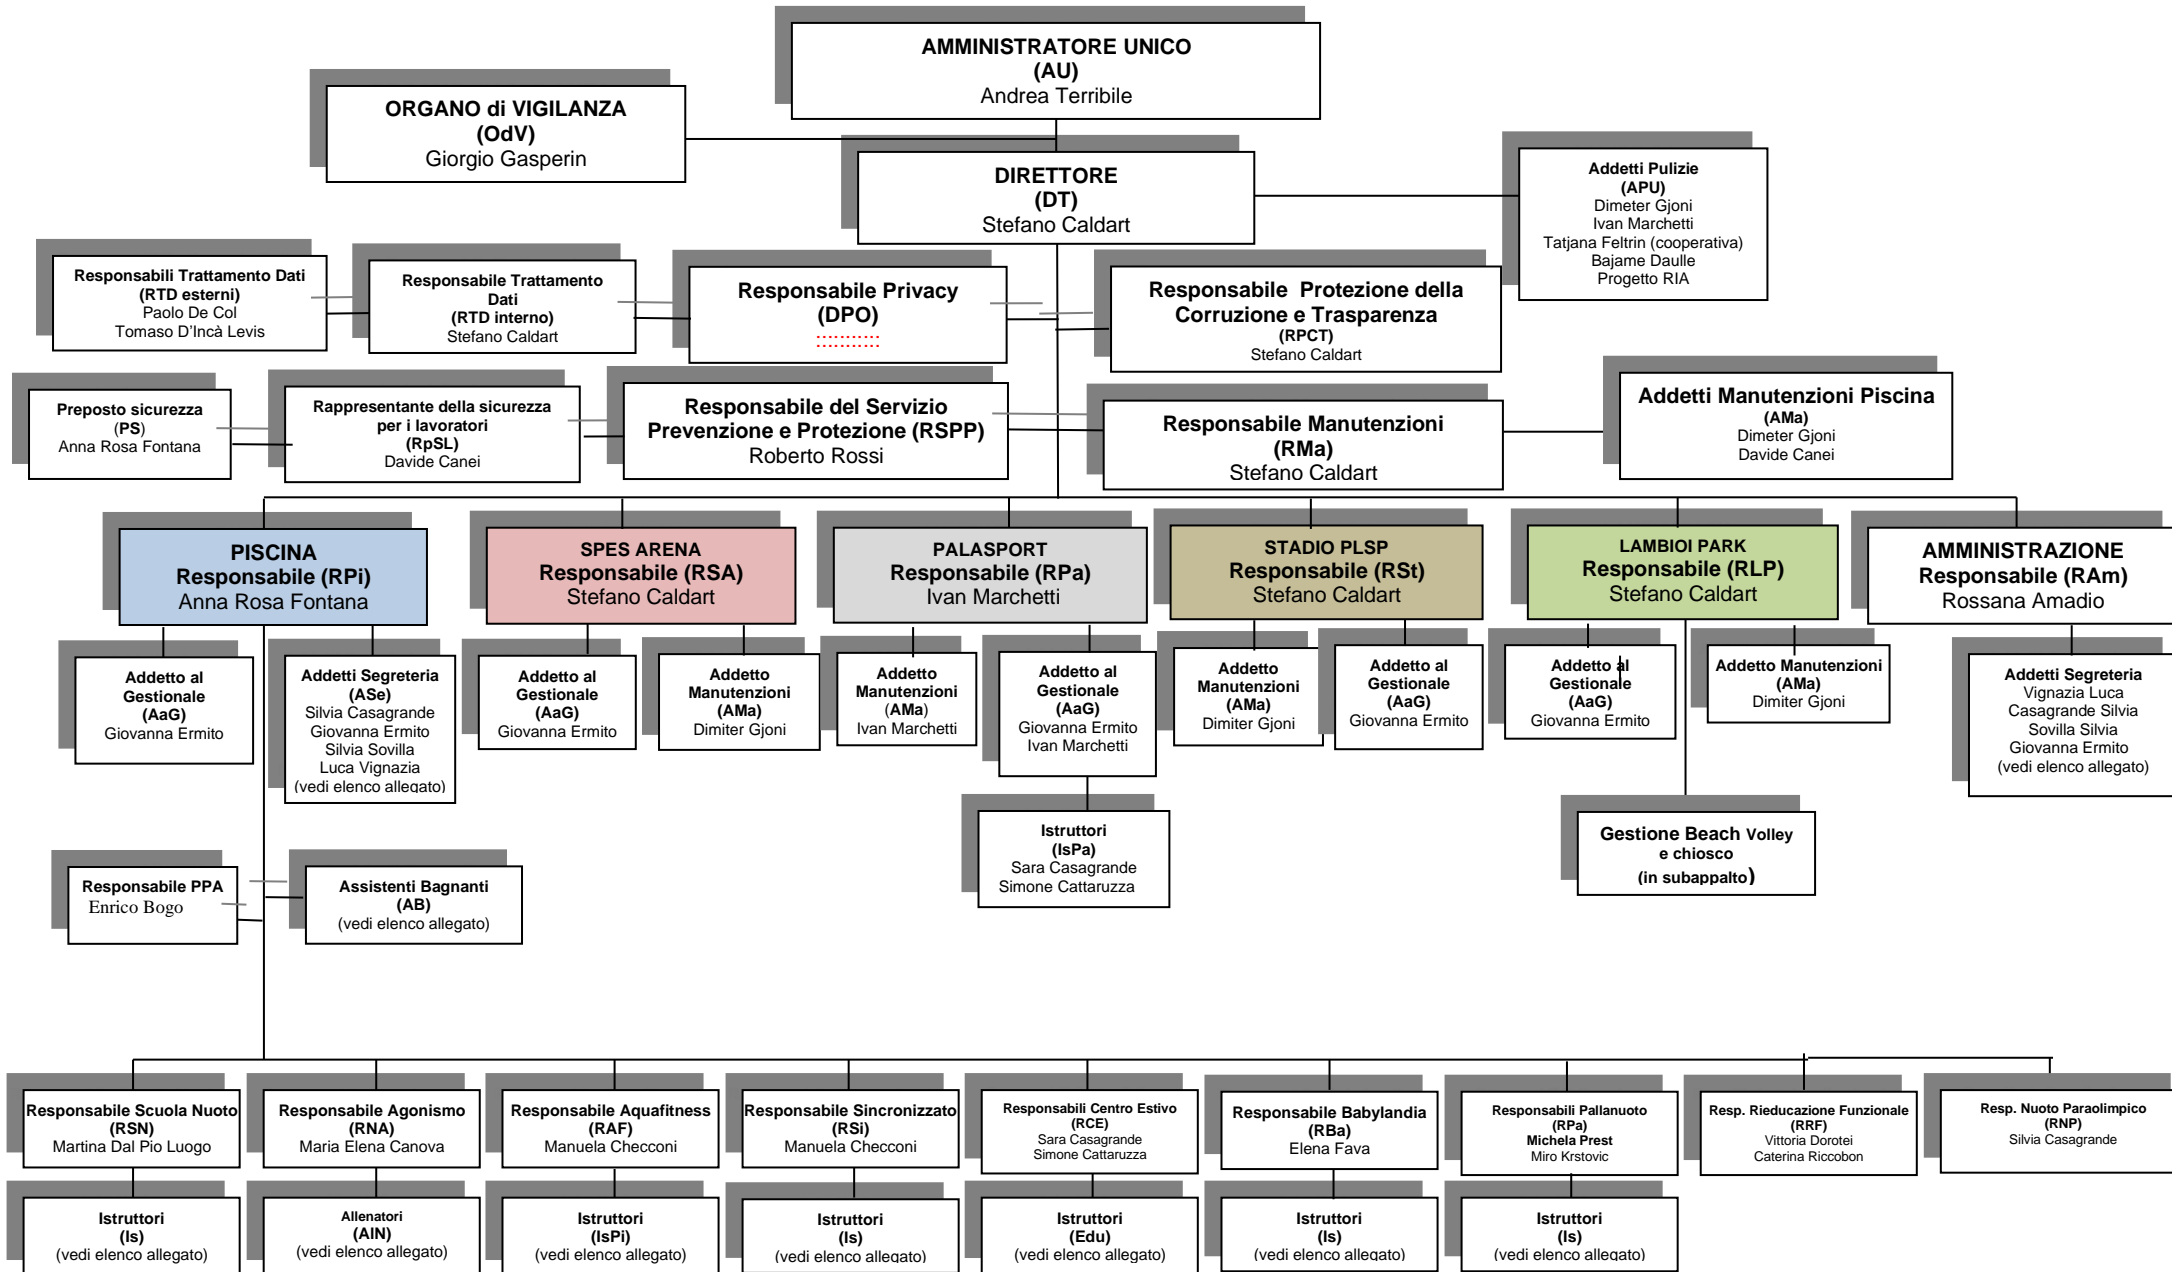 AMMINISTRATORE UNICO
(AU)
Andrea Terribile
ORGANO di VIGILANZA
(OdV)
Giorgio Gasperin
DIRETTORE
(DT)
Stefano Caldart
Addetti Pulizie
(APU)
Dimeter Gjoni
Ivan Marchetti
Tatjana Feltrin (cooperativa)
Bajame Daulle
Progetto RIA
Responsabili Trattamento Dati
(RTD esterni)
Paolo De Col
Tomaso D'Incà Levis
Responsabile Trattamento
Dati
(RTD interno)
Stefano Caldart
Responsabile Privacy
(DPO)
Responsabile Protezione della
Corruzione e Trasparenza
(RPCT)
Stefano Caldart
Preposto sicurezza
(PS)
Anna Rosa Fontana
Rappresentante della sicurezza
per i lavoratori
(RpSL)
Davide Canei
Responsabile del Servizio
Prevenzione e Protezione (RSPP)
Roberto Rossi
Responsabile Manutenzioni
(RMa)
Stefano Caldart
Addetti Manutenzioni Piscina
(AMa)
Dimeter Gjoni
Davide Canei
PISCINA
Responsabile (RPi)
Anna Rosa Fontana
SPES ARENA
Responsabile (RSA)
Stefano Caldart
PALASPORT
Responsabile (RPa)
Ivan Marchetti
STADIO PLSP
Responsabile (RSt)
Stefano Caldart
LAMBIOI PARK
Responsabile (RLP)
Stefano Caldart
AMMINISTRAZIONE
Responsabile (RAm)
Rossana Amadio
Addetto al
Gestionale
(AaG)
Giovanna Ermito
Addetti Segreteria
(ASe)
Silvia Casagrande
Giovanna Ermito
Silvia Sovilla
Luca Vignazia
(vedi elenco allegato)
Addetto al
Gestionale
(AaG)
Giovanna Ermito
Addetto
Manutenzioni
(AMa)
Dimiter Gjoni
Addetto
Manutenzioni
(AMa)
Ivan Marchetti
Addetto al
Gestionale
(AaG)
Giovanna Ermito
Ivan Marchetti
Addetto
Manutenzioni
(AMa)
Dimiter Gjoni
Addetto al
Gestionale
(AaG)
Giovanna Ermito
Addetto al
Gestionale
(AaG)
Giovanna Ermito
Addetto Manutenzioni
(AMa)
Dimiter Gjoni
Addetti Segreteria
Vignazia Luca
Casagrande Silvia
Sovilla Silvia
Giovanna Ermito
(vedi elenco allegato)
Istruttori
(IsPa)
Sara Casagrande
Simone Cattaruzza
Gestione Beach Volley
e chiosco
(in subappalto)
Responsabile PPA
Enrico Bogo
Assistenti Bagnanti
(AB)
(vedi elenco allegato)
Responsabile Scuola Nuoto
(RSN)
Martina Dal Pio Luogo
Responsabile Agonismo
(RNA)
Maria Elena Canova
Responsabile Aquafitness
(RAF)
Manuela Checconi
Responsabile Sincronizzato
(RSi)
Manuela Checconi
Responsabili Centro Estivo
(RCE)
Sara Casagrande
Simone Cattaruzza
Responsabile Babylandia
(RBa)
Elena Fava
Responsabili Pallanuoto
(RPa)
Michela Prest
Miro Krstovic
Resp. Rieducazione Funzionale
(RRF)
Vittoria Dorotei
Caterina Riccobon
Resp. Nuoto Paraolimpico
(RNP)
Silvia Casagrande
Istruttori
(Is)
(vedi elenco allegato)
Allenatori
(AIN)
(vedi elenco allegato)
Istruttori
(IsPi)
(vedi elenco allegato)
Istruttori
(Is)
(vedi elenco allegato)
Istruttori
(Edu)
(vedi elenco allegato)
Istruttori
(Is)
(vedi elenco allegato)
Istruttori
(Is)
(vedi elenco allegato)